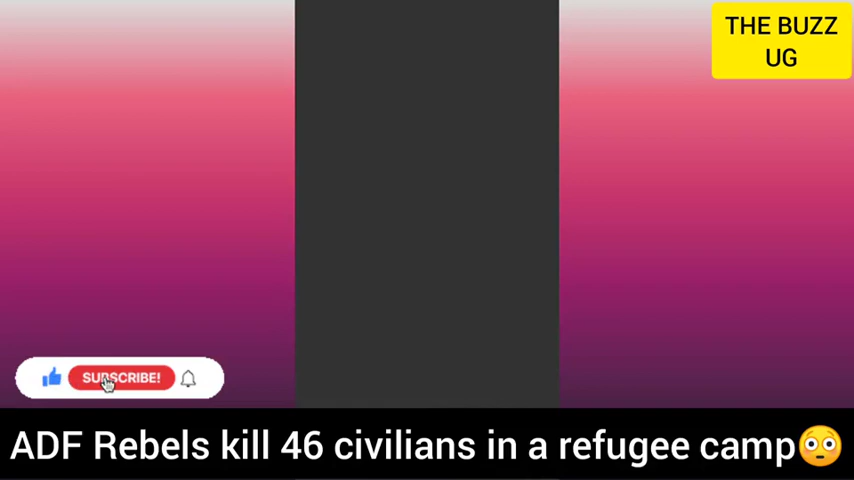 THE BUZZ
UG
SUBSCRIBE!
ADF Rebels kill 46 civilians in a refugee camp😳